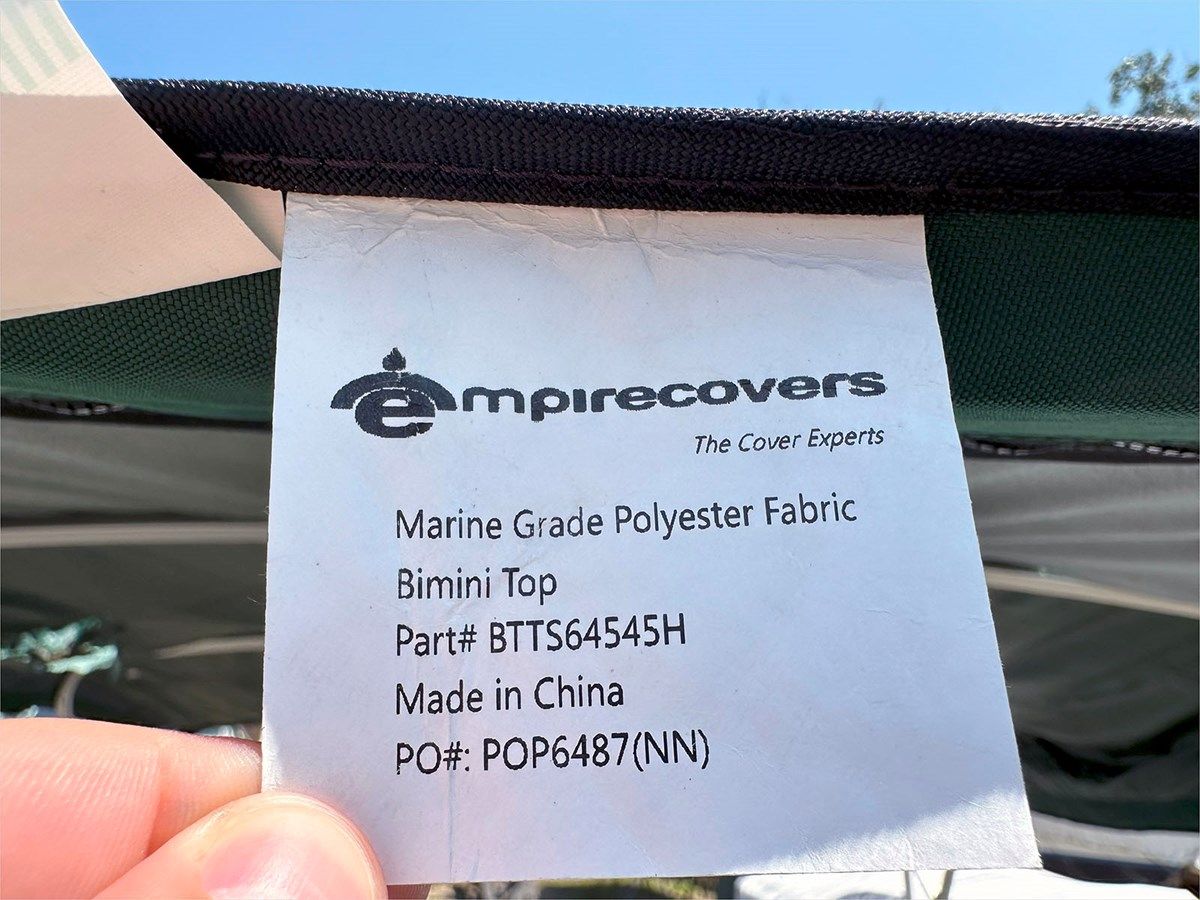 empirecovers
The Cover Experts
Marine Grade Polyester Fabric
Bimini Top
Part# BTTS64545H
Made in China
PO#: POP6487(NN)